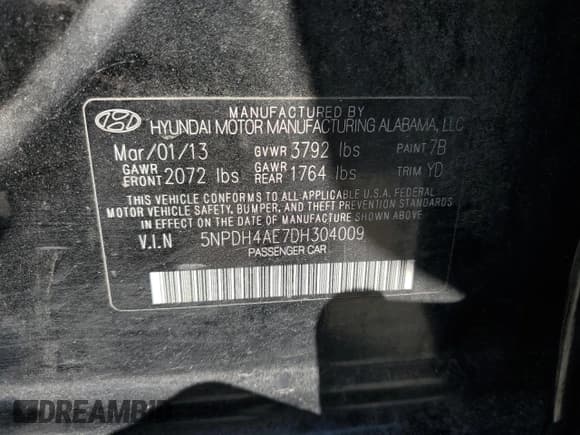 MANUFACTURED BY
HYUNDAI MOTOR MANUFACTURING ALABAMA, LLC
Mar/01/13 GVWR 3792 lbs PAINT 7B
GAWR FRONT 2072 lbs GAWR REAR 1764 lbs TRIM YD
THIS VEHICLE CONFORMS TO ALL APPLICABLE U.S.A. FEDERAL
MOTOR VEHICLE SAFETY, BUMPER, AND THEFT PREVENTION STANDARDS
IN EFFECT ON THE DATE OF MANUFACTURE SHOWN ABOVE.
V.I.N 5NPDH4AE7DH304009
PASSENGER CAR
DREAMBID